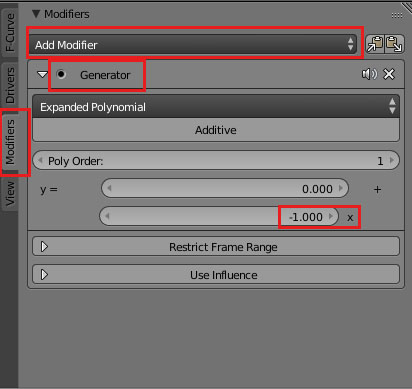 Modifiers
F-Curve
Drivers
Modifiers
View
Add Modifier
Generator
Expanded Polynomial
Additive
Poly Order: 1
y = 0.000 +
-1.000 x
Restrict Frame Range
Use Influence